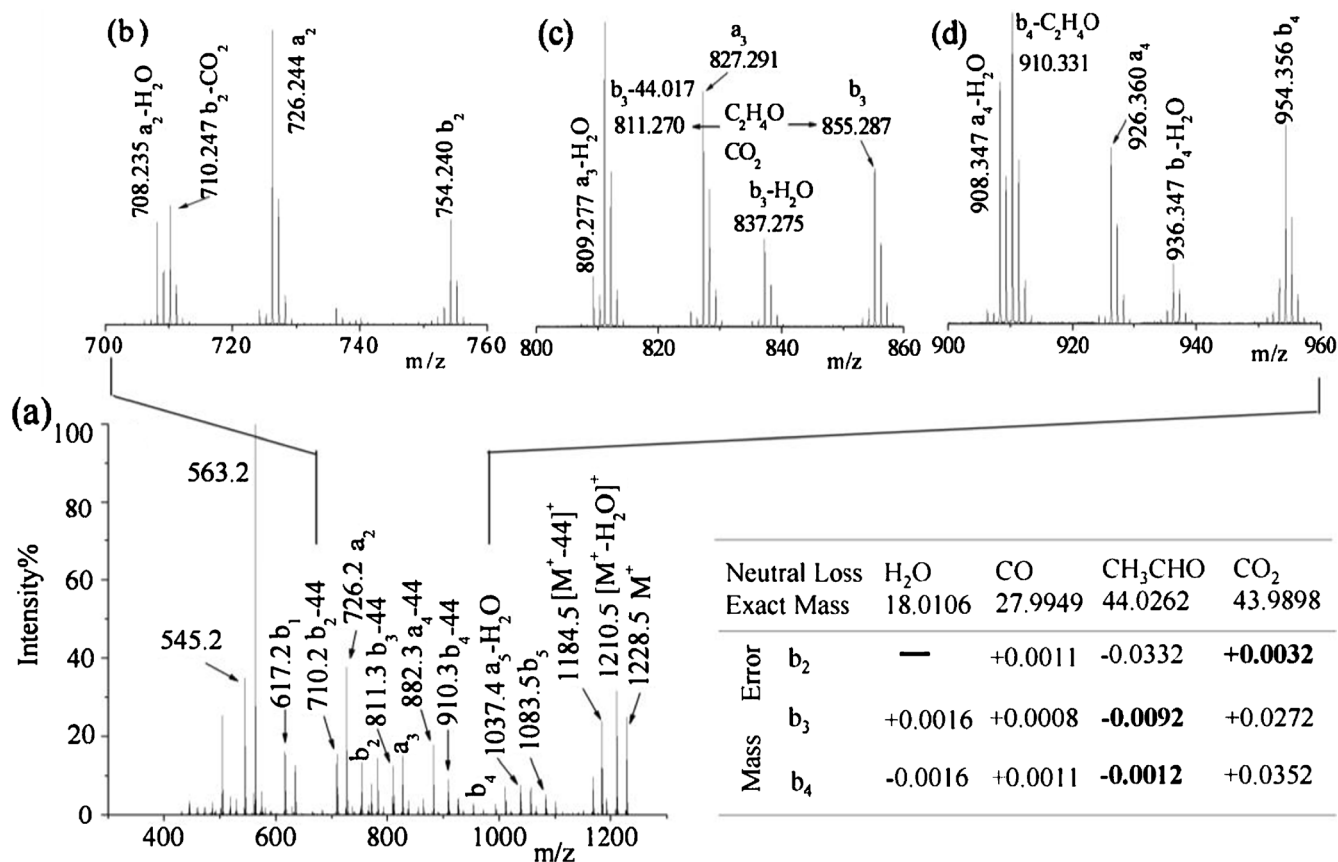 (b)
708.235 a₂-H₂O
710.247 b₂-CO₂
726.244 a₂
754.240 b₂
700 720 740 760
m/z
(c)
809.277 a₃-H₂O
b₃-44.017
811.270
a₃
827.291
C₂H₄O
CO₂
b₃-H₂O
837.275
b₃
855.287
800 820 840 860
m/z
(d)
908.347 a₄-H₂O
b₄-C₂H₄O
910.331
926.360 a₄
936.347 b₄-H₂O
954.356 b₄
900 920 940 960
m/z
(a)
Intensity%
100
80
60
40
20
0
545.2
563.2
617.2 b₁
710.2 b₂-44
726.2 a₂
b₂
811.3 b₃-44
a₃
882.3 a₄-44
910.3 b₄-44
b₄
1037.4 a₅-H₂O
1083.5 b₅
1184.5 [M⁺-44]⁺
1210.5 [M⁺-H₂O]⁺
1228.5 M⁺
400 600 800 1000 1200
m/z
Neutral Loss H₂O CO CH₃CHO CO₂
Exact Mass 18.0106 27.9949 44.0262 43.9898
Mass Error
b₂ — +0.0011 -0.0332 +0.0032
b₃ +0.0016 +0.0008 -0.0092 +0.0272
b₄ -0.0016 +0.0011 -0.0012 +0.0352